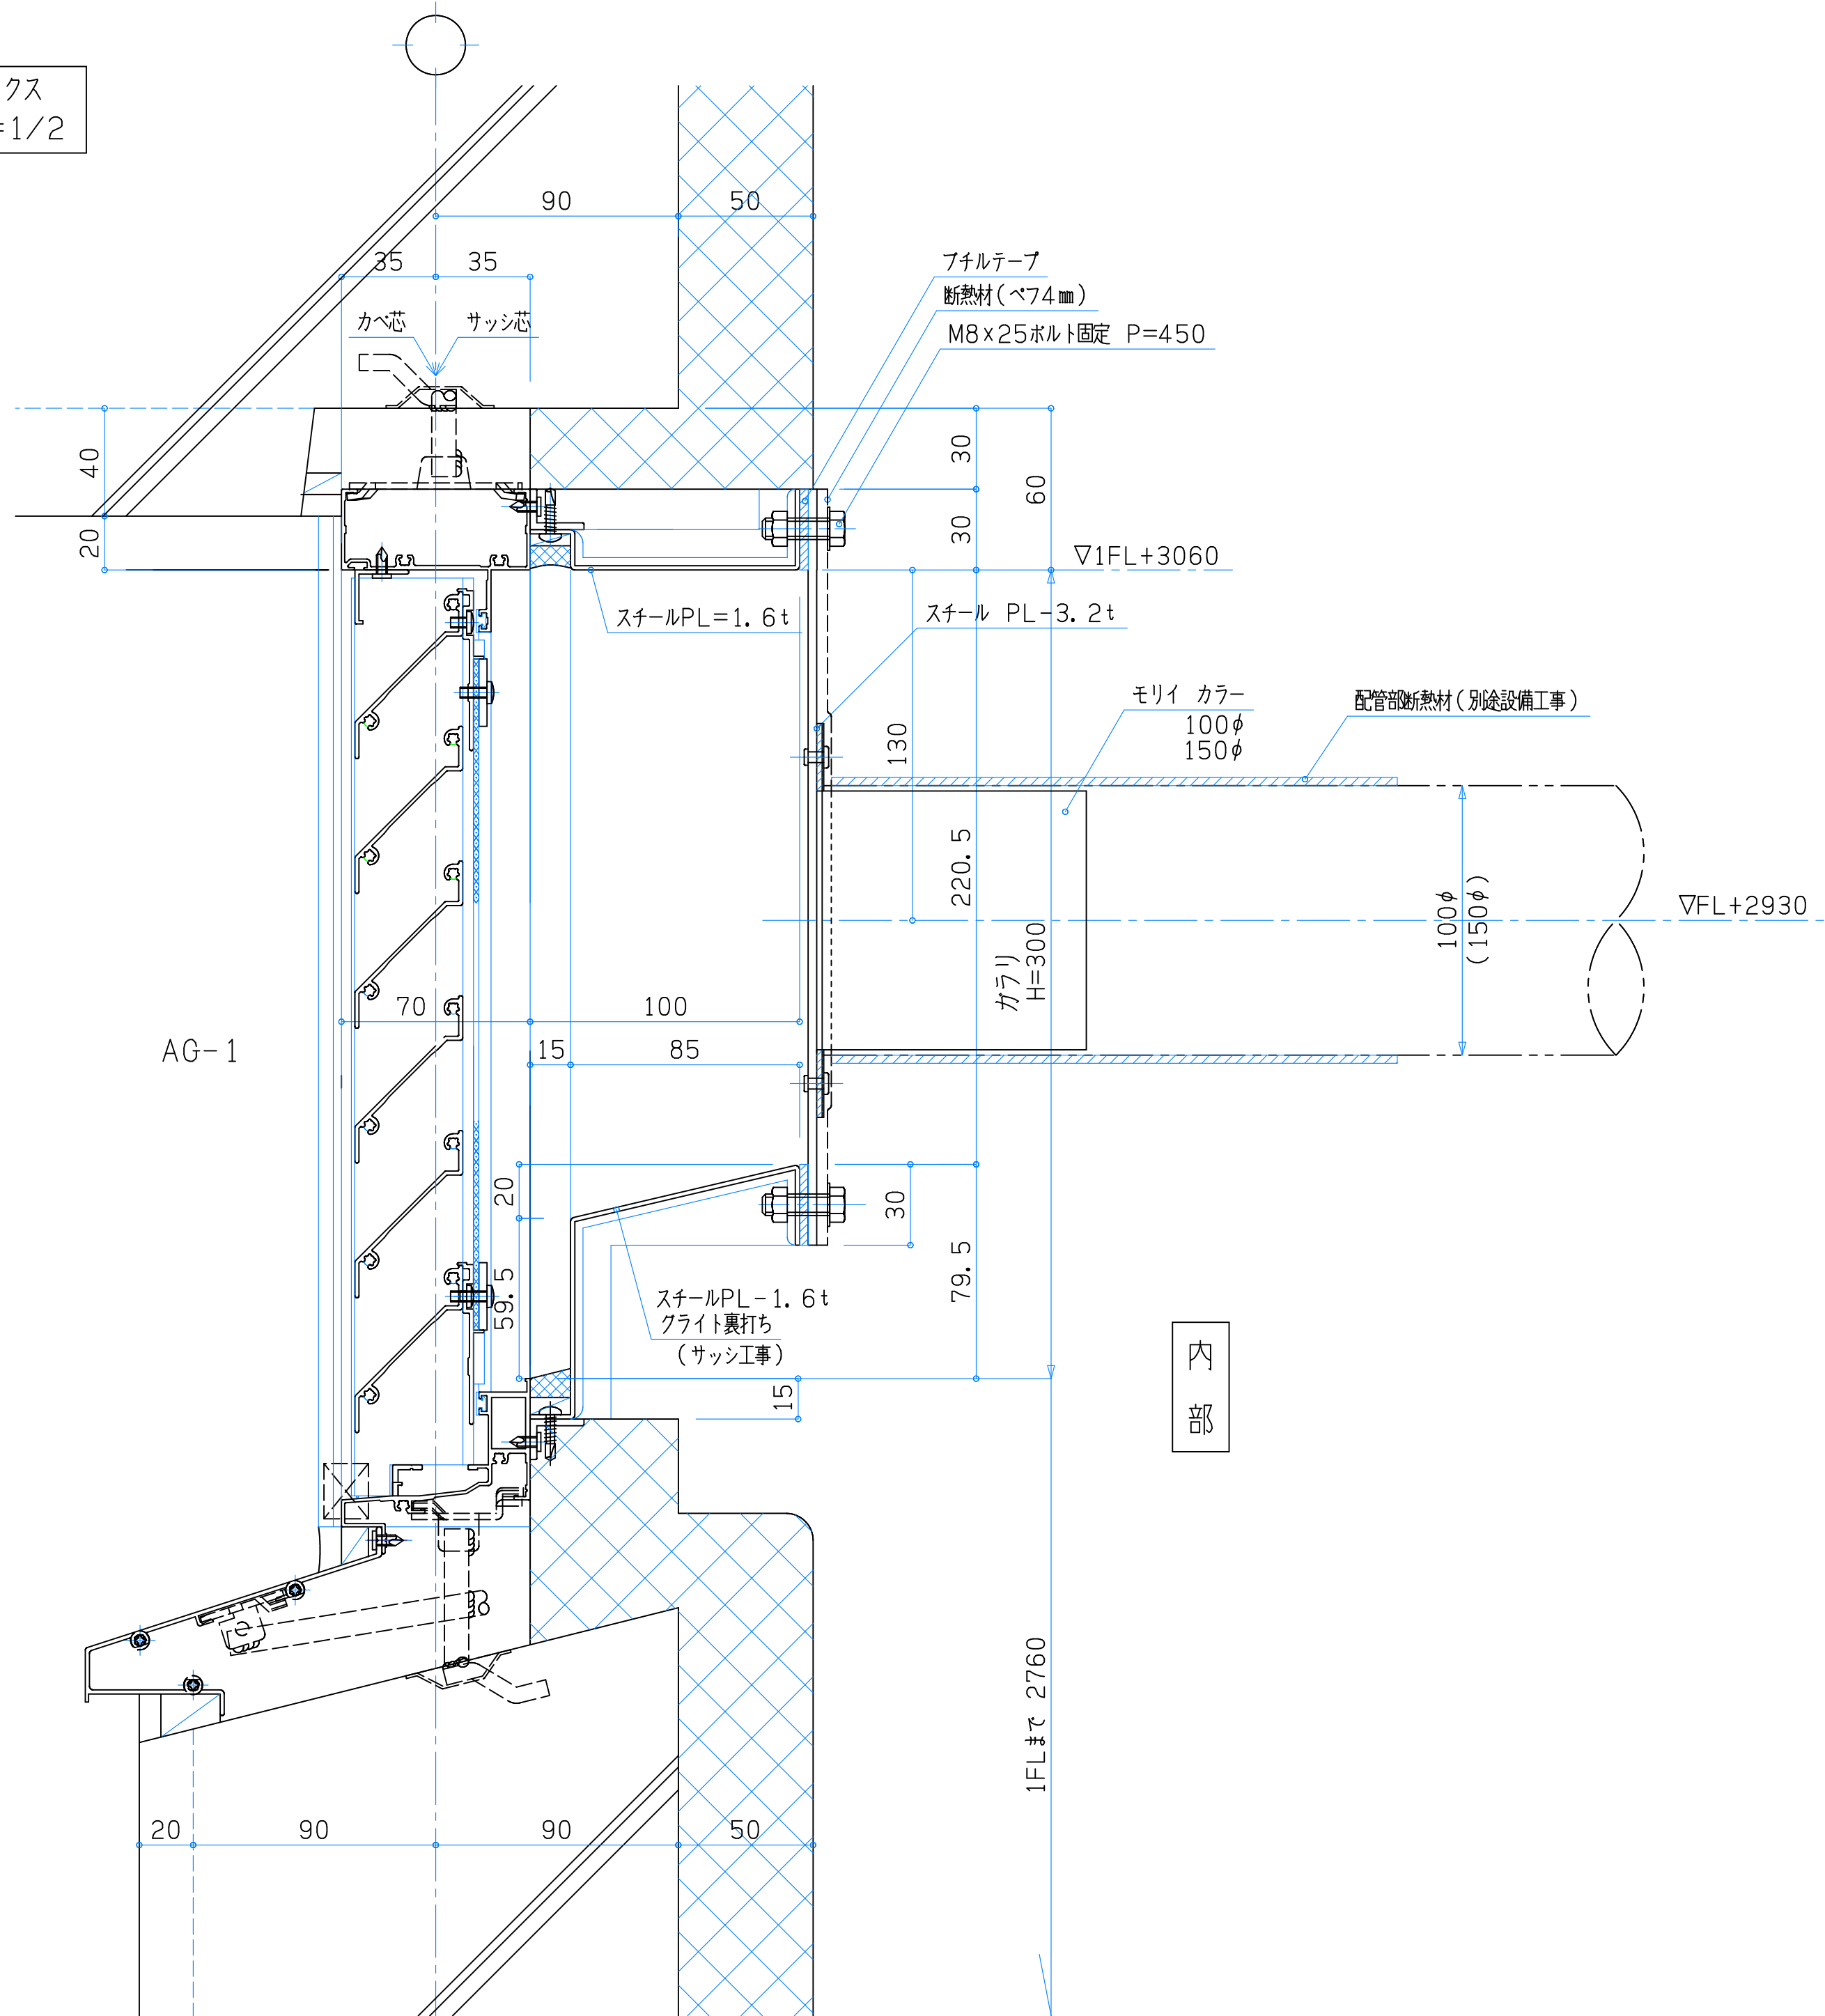 クス
=1/2
90
50
35
35
カベ芯
サッシ芯
ブチルテープ
断熱材(ペフ4㎜)
M8×25ボルト固定 P=450
40
20
30
30
60
▽1FL+3060
スチールPL=1.6t
スチール PL-3.2t
モリイ カラー
100φ
150φ
配管部断熱材(別途設備工事)
130
220.5
ガラリ
H=300
100φ
(150φ)
▽FL+2930
70
100
15
85
AG-1
20
59.5
30
79.5
スチールPL-1.6t
グライト裏打ち
(サッシ工事)
15
内
部
1FLまで 2760
20
90
90
50